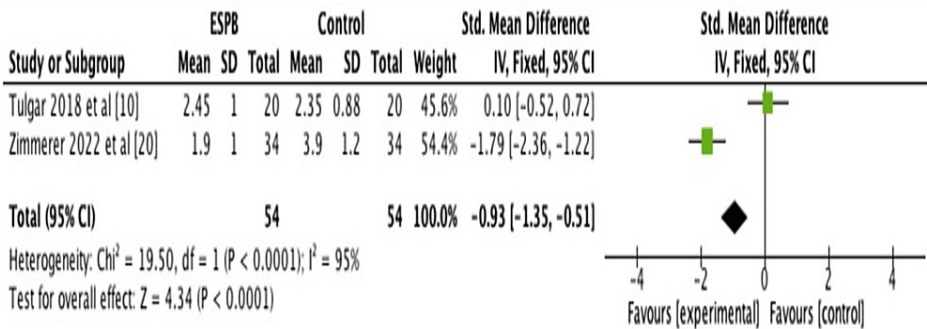 ESPB Control Std. Mean Difference Std. Mean Difference
Study or Subgroup Mean SD Total Mean SD Total Weight IV, Fixed, 95% CI IV, Fixed, 95% CI
Tulgar 2018 et al [10] 2.45 1 20 2.35 0.88 20 45.6% 0.10 [-0.52, 0.72]
Zimmerer 2022 et al [20] 1.9 1 34 3.9 1.2 34 54.4% -1.79 [-2.36, -1.22]
Total (95% CI) 54 54 100.0% -0.93 [-1.35, -0.51]
Heterogeneity: Chi² = 19.50, df = 1 (P < 0.0001); I² = 95%
Test for overall effect: Z = 4.34 (P < 0.0001)
-4 -2 0 2 4
Favours [experimental] Favours [control]